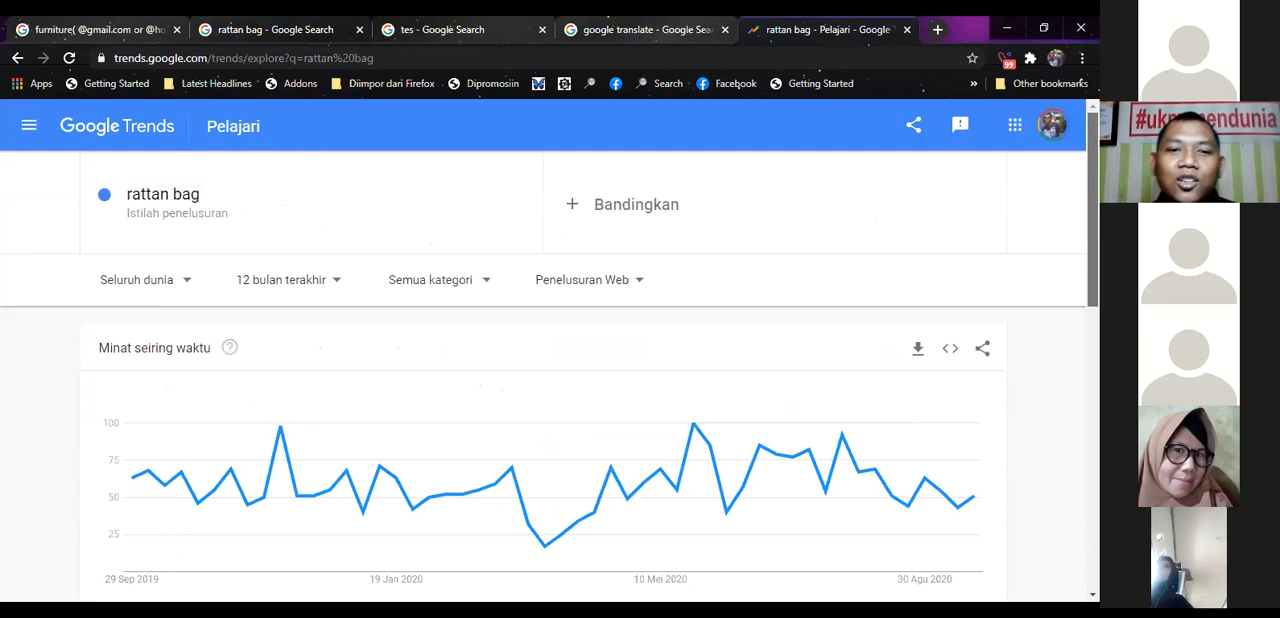 furniture( @gmail.com or @ho
rattan bag - Google Search
tes - Google Search
google translate - Google Sea
rattan bag - Pelajari - Google
trends.google.com/trends/explore?q=rattan%20bag
99
Apps
Getting Started
Latest Headlines
Addons
Diimpor dari Firefox
Dipromosiin
Search
Facebook
Getting Started
»
Other bookmarks
Google Trends
Pelajari
rattan bag
Istilah penelusuran
+ Bandingkan
Seluruh dunia
12 bulan terakhir
Semua kategori
Penelusuran Web
Minat seiring waktu
100
75
50
25
29 Sep 2019
19 Jan 2020
10 Mei 2020
30 Agu 2020